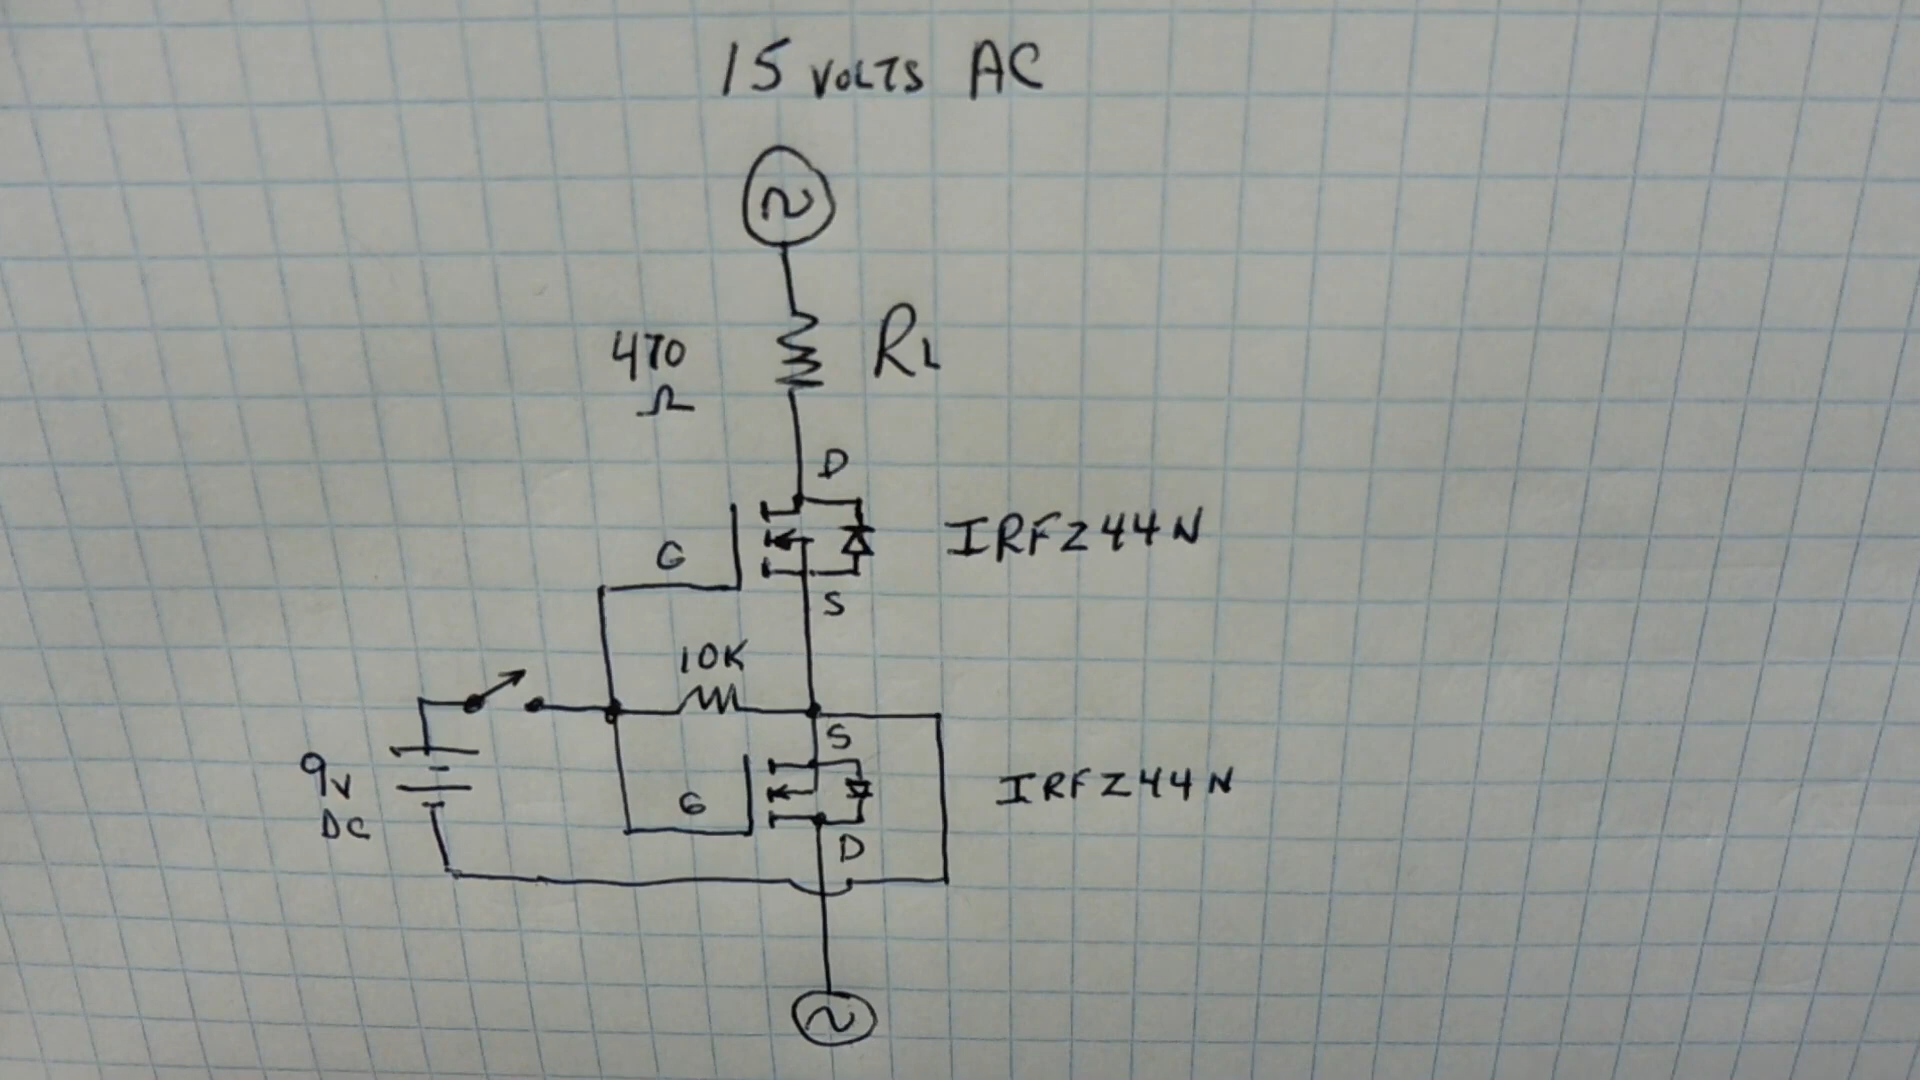 15 VOLTS AC
470
Ω
RL
D
G
IRFZ44N
S
10K
S
9V
DC
G
IRFZ44N
D